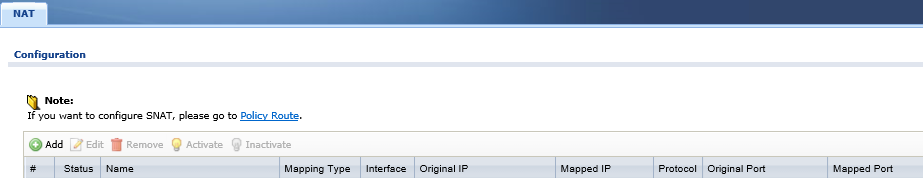 NAT
Configuration
Note:
If you want to configure SNAT, please go to Policy Route.
Add Edit Remove Activate Inactivate
# Status Name Mapping Type Interface Original IP Mapped IP Protocol Original Port Mapped Port